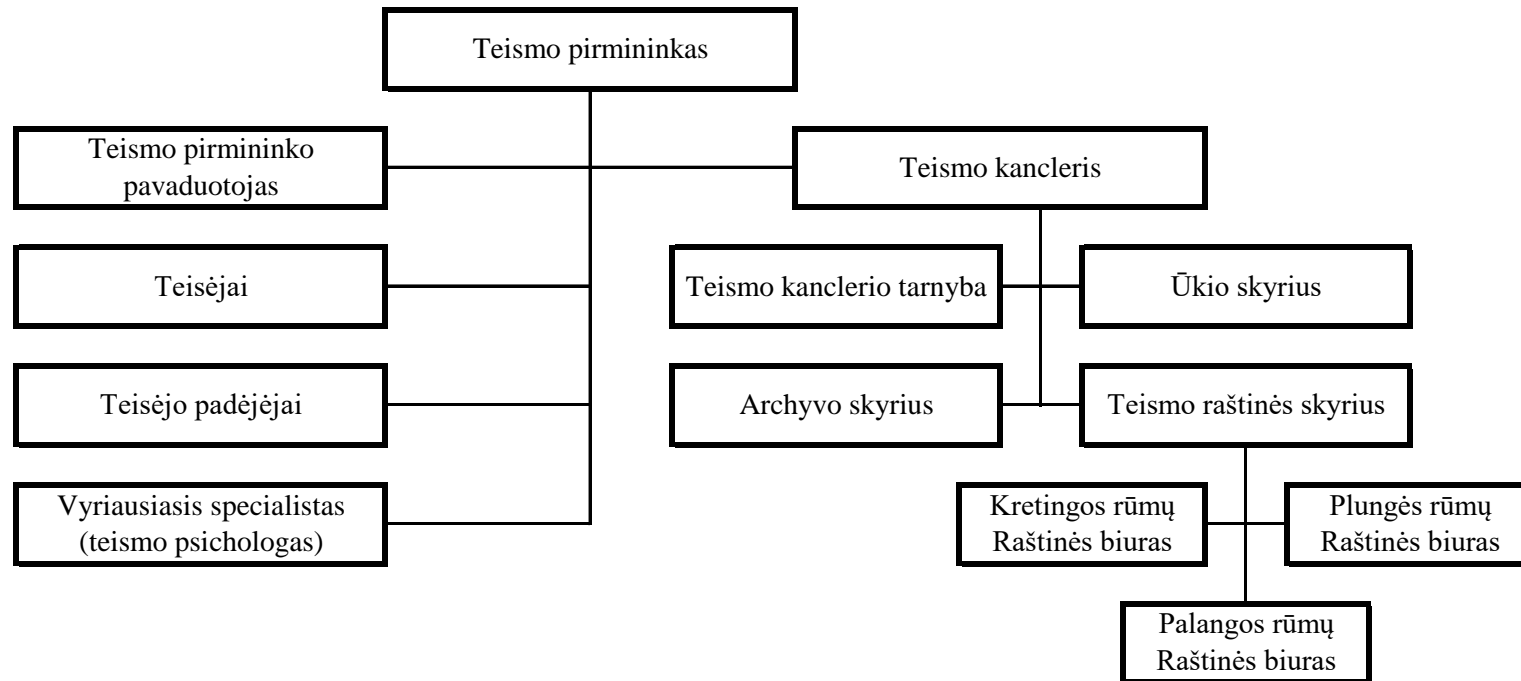 Teismo pirmininkas
Teismo pirmininko
pavaduotojas
Teismo kancleris
Teisėjai
Teismo kanclerio tarnyba
Ūkio skyrius
Teisėjo padėjėjai
Archyvo skyrius
Teismo raštinės skyrius
Vyriausiasis specialistas
(teismo psichologas)
Kretingos rūmų
Raštinės biuras
Plungės rūmų
Raštinės biuras
Palangos rūmų
Raštinės biuras